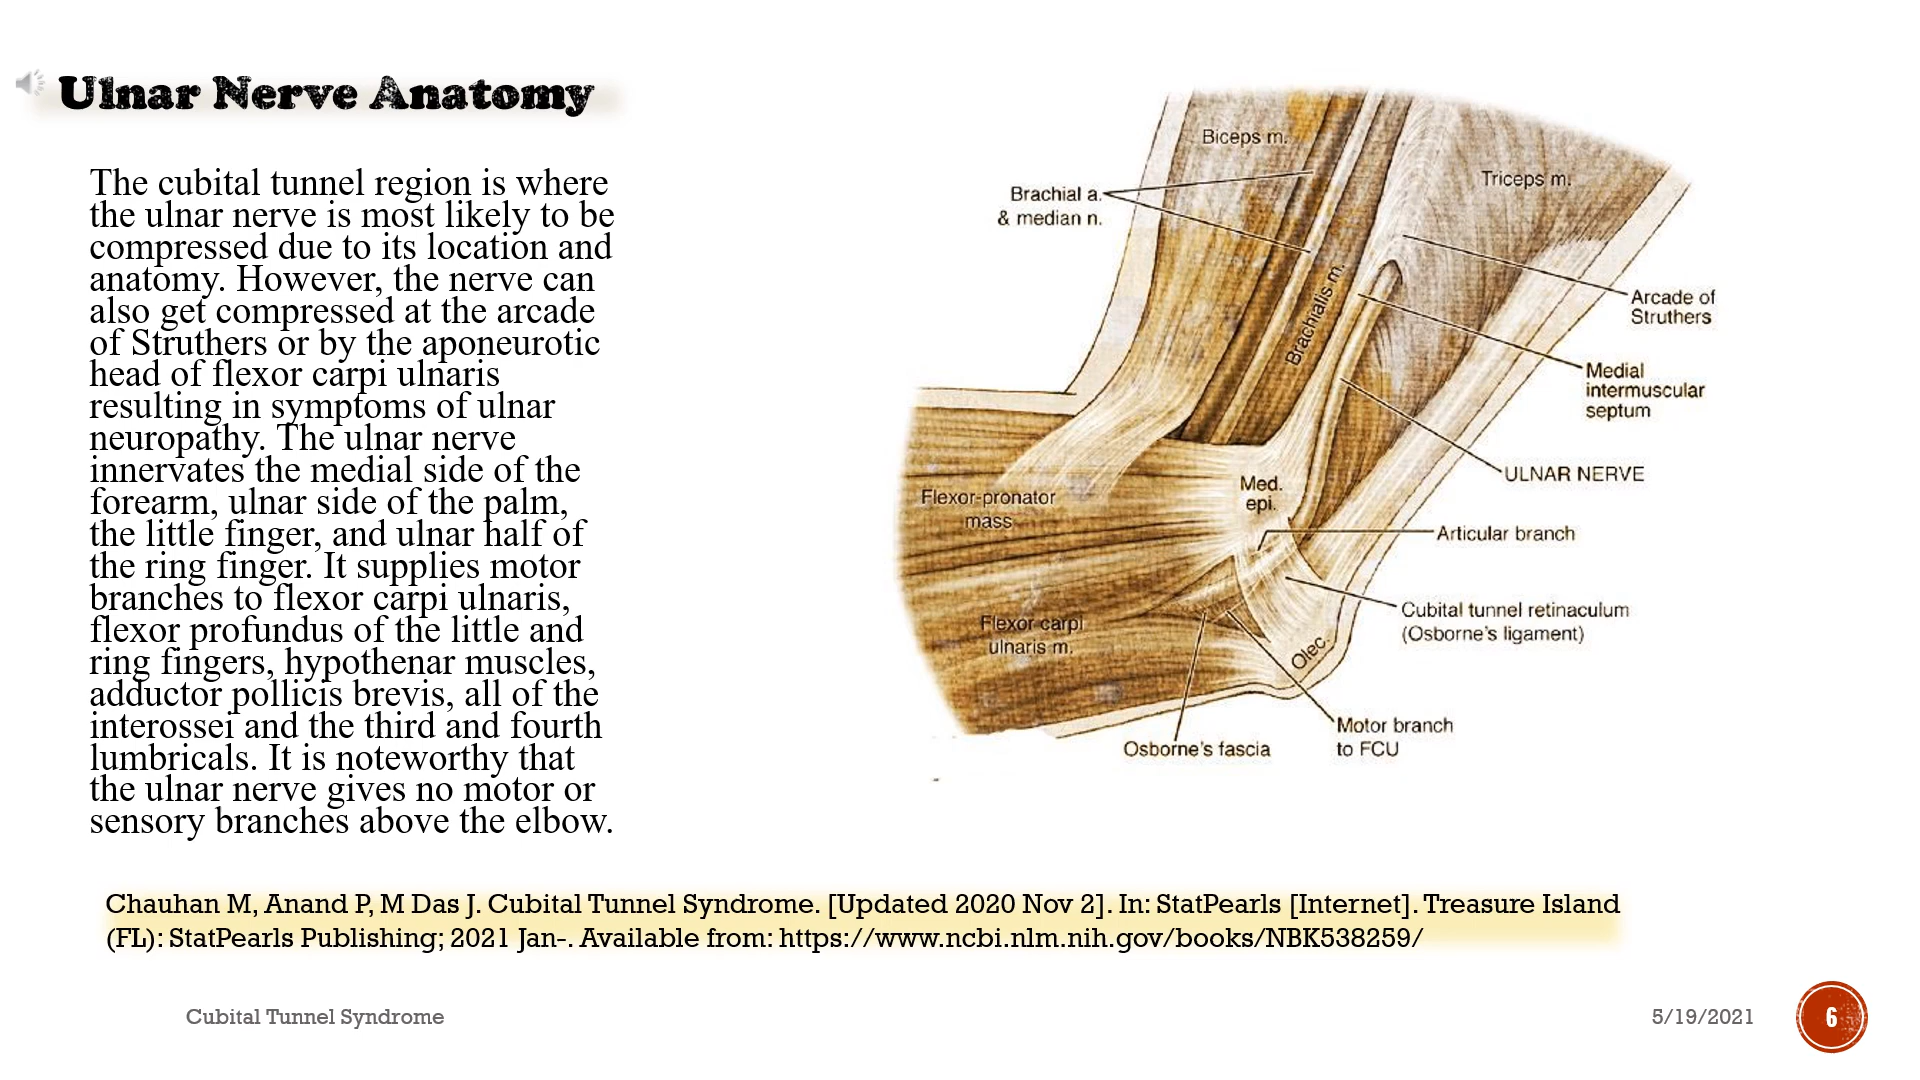 Ulnar Nerve Anatomy
The cubital tunnel region is where
the ulnar nerve is most likely to be
compressed due to its location and
anatomy. However, the nerve can
also get compressed at the arcade
of Struthers or by the aponeurotic
head of flexor carpi ulnaris
resulting in symptoms of ulnar
neuropathy. The ulnar nerve
innervates the medial side of the
forearm, ulnar side of the palm,
the little finger, and ulnar half of
the ring finger. It supplies motor
branches to flexor carpi ulnaris,
flexor profundus of the little and
ring fingers, hypothenar muscles,
adductor pollicis brevis, all of the
interossei and the third and fourth
lumbricals. It is noteworthy that
the ulnar nerve gives no motor or
sensory branches above the elbow.
Biceps m.
Triceps m.
Brachial a.
& median n.
Brachialis m.
Arcade of
Struthers
Medial
intermuscular
septum
ULNAR NERVE
Med.
epi.
Flexor-pronator
mass
Articular branch
Cubital tunnel retinaculum
(Osborne's ligament)
Flexor carpi
ulnaris m.
Olec.
Motor branch
to FCU
Osborne's fascia
Chauhan M, Anand P, M Das J. Cubital Tunnel Syndrome. [Updated 2020 Nov 2]. In: StatPearls [Internet]. Treasure Island
(FL): StatPearls Publishing; 2021 Jan-. Available from: https://www.ncbi.nlm.nih.gov/books/NBK538259/
Cubital Tunnel Syndrome
5/19/2021
6